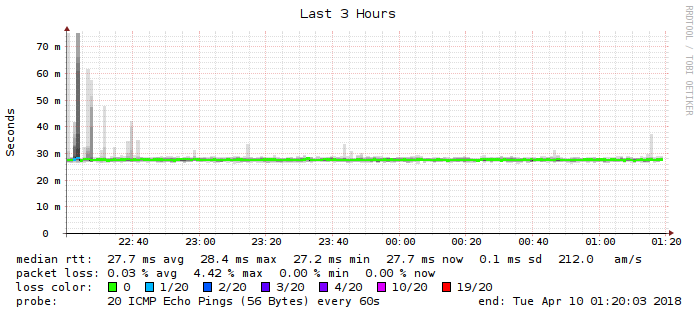 Last 3 Hours
RRDTOOL / TOBI OETIKER
Seconds
70 m
60 m
50 m
40 m
30 m
20 m
10 m
0
22:40 23:00 23:20 23:40 00:00 00:20 00:40 01:00 01:20
median rtt: 27.7 ms avg 28.4 ms max 27.2 ms min 27.7 ms now 0.1 ms sd 212.0 am/s
packet loss: 0.03 % avg 4.42 % max 0.00 % min 0.00 % now
loss color: 0 1/20 2/20 3/20 4/20 10/20 19/20
probe: 20 ICMP Echo Pings (56 Bytes) every 60s end: Tue Apr 10 01:20:03 2018